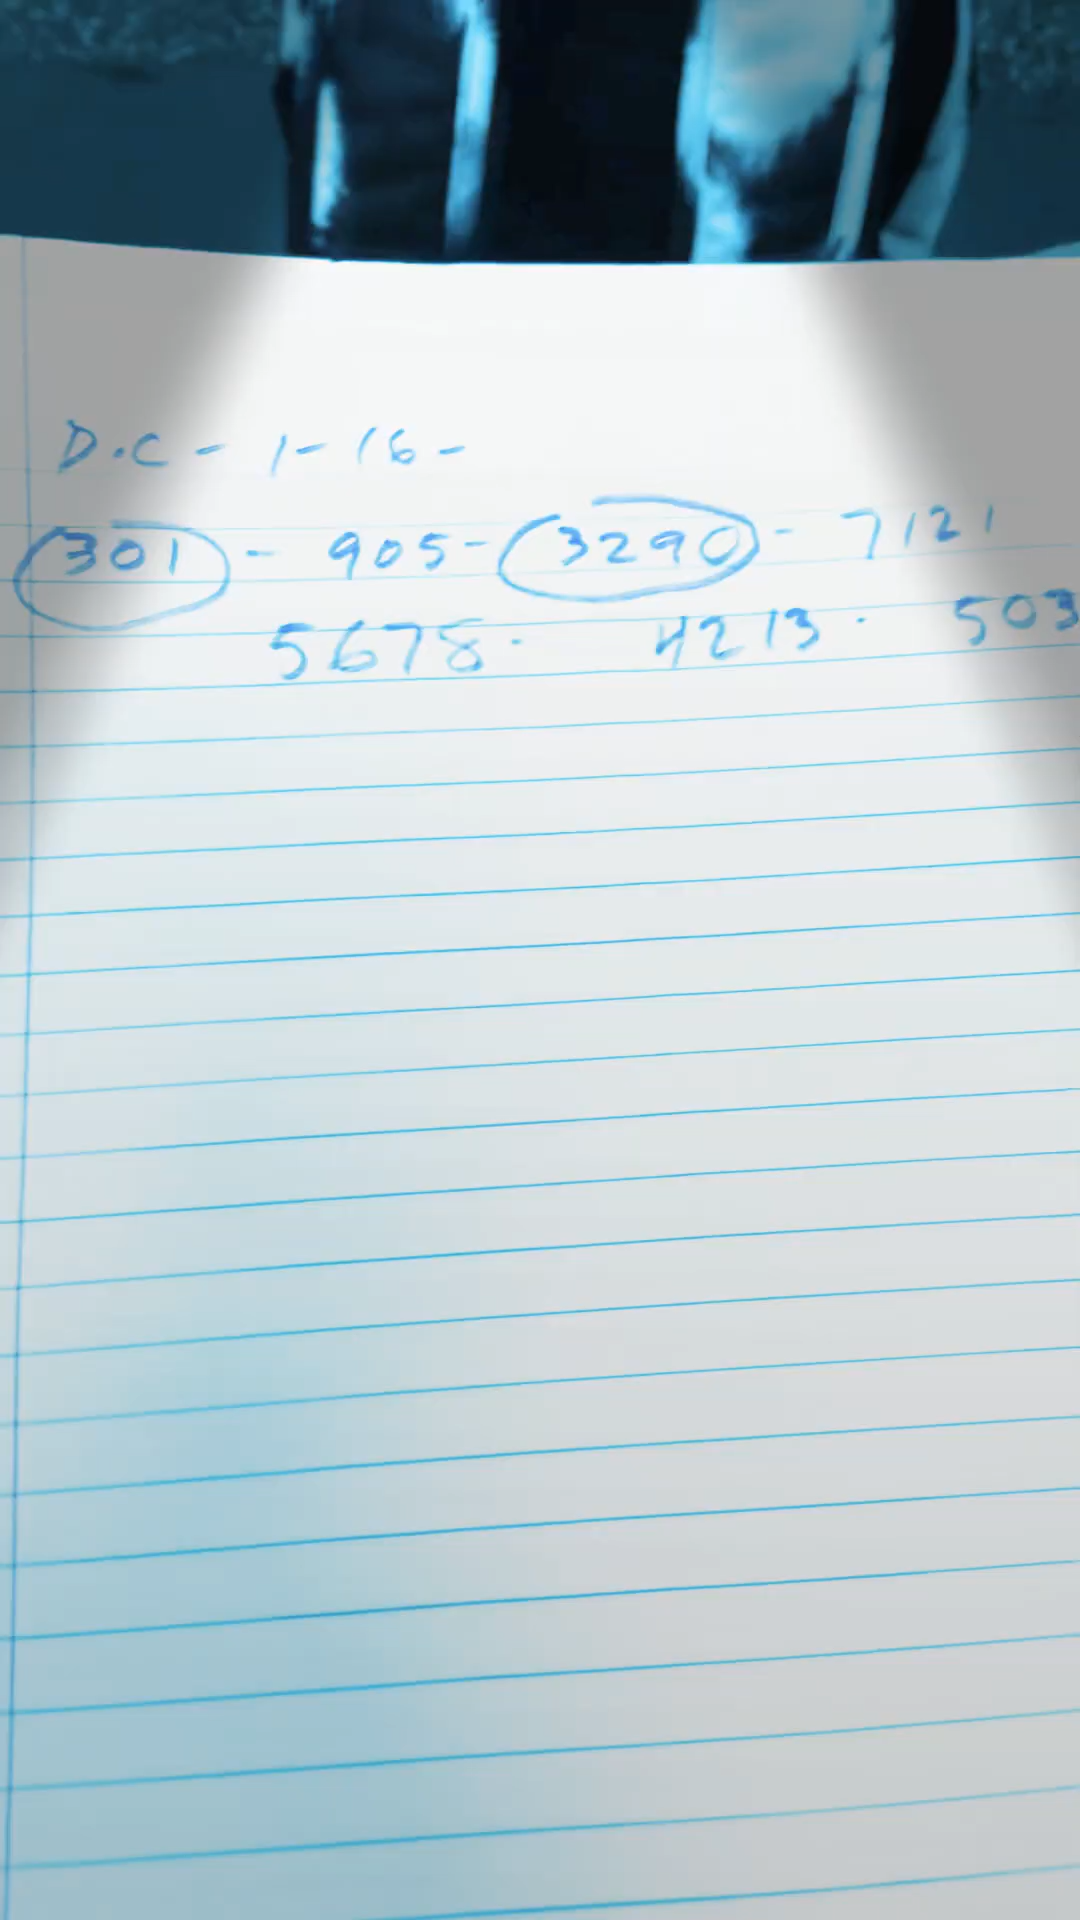 D.C - 1-16-
301 - 905- 3290 - 7121
5678. 4213. 503